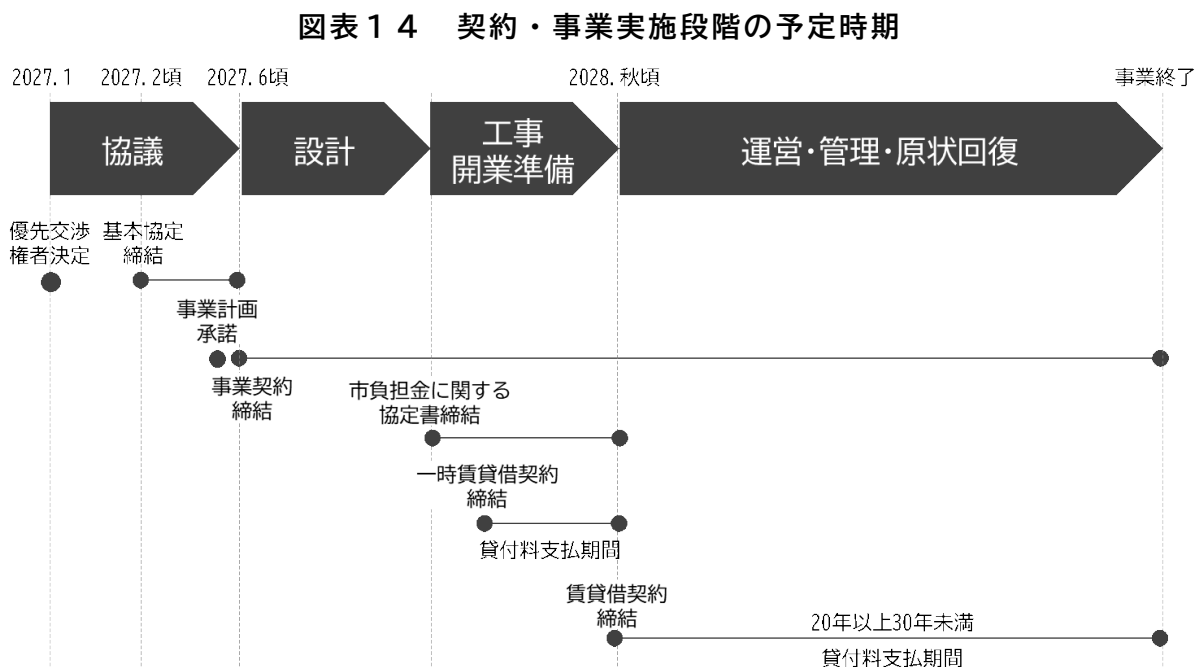 図表１４　契約・事業実施段階の予定時期
2027.1
2027.2頃
2027.6頃
2028.秋頃
事業終了
協議
設計
工事
開業準備
運営・管理・原状回復
優先交渉
権者決定
基本協定
締結
事業計画
承諾
事業契約
締結
市負担金に関する
協定書締結
一時賃貸借契約
締結
貸付料支払期間
賃貸借契約
締結
20年以上30年未満
貸付料支払期間